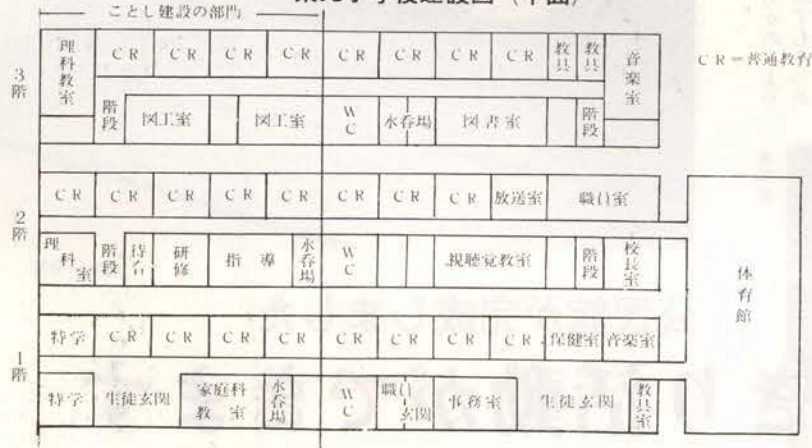 ことし建設の部門
CR=普通教育
3階
理科教室 CR CR CR CR CR CR CR CR 教具 教具 音楽室
階段 図工室 図工室 WC 水呑場 図書室 階段
2階
CR CR CR CR CR CR CR CR 放送室 職員室
理科室 階段 待合 研修 指導 水呑場 WC 視聴覚教室 階段 校長室
体育館
1階
特学 CR CR CR CR CR CR CR CR 保健室 音楽室
特学 生徒玄関 家庭科教室 水呑場 WC 職員玄関 事務室 生徒玄関 教具室